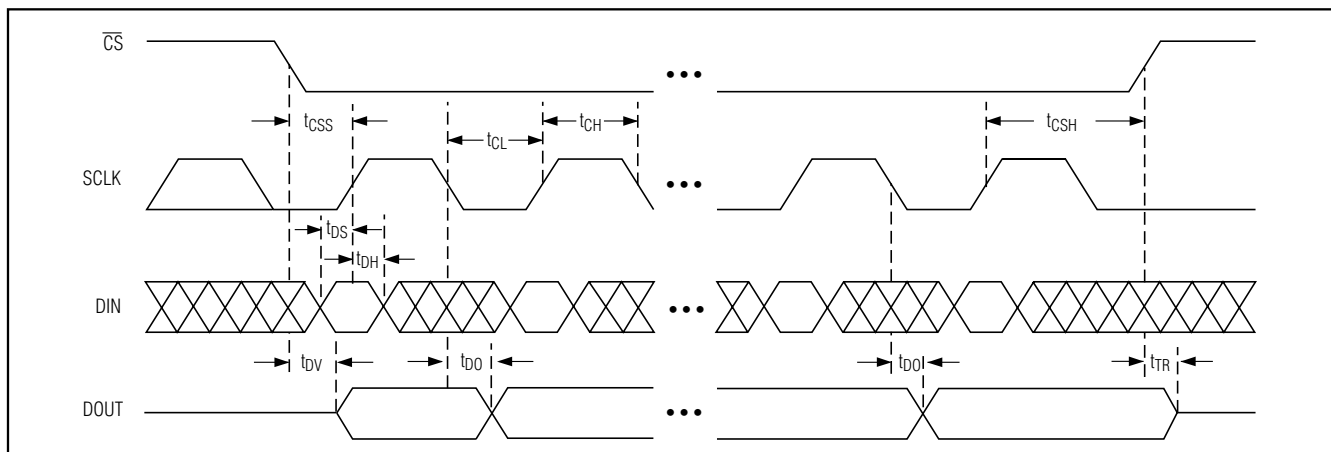 CS
tCSS
tCL
tCH
tCSH
SCLK
tDS
tDH
DIN
tDV
tDO
tDO
tTR
DOUT